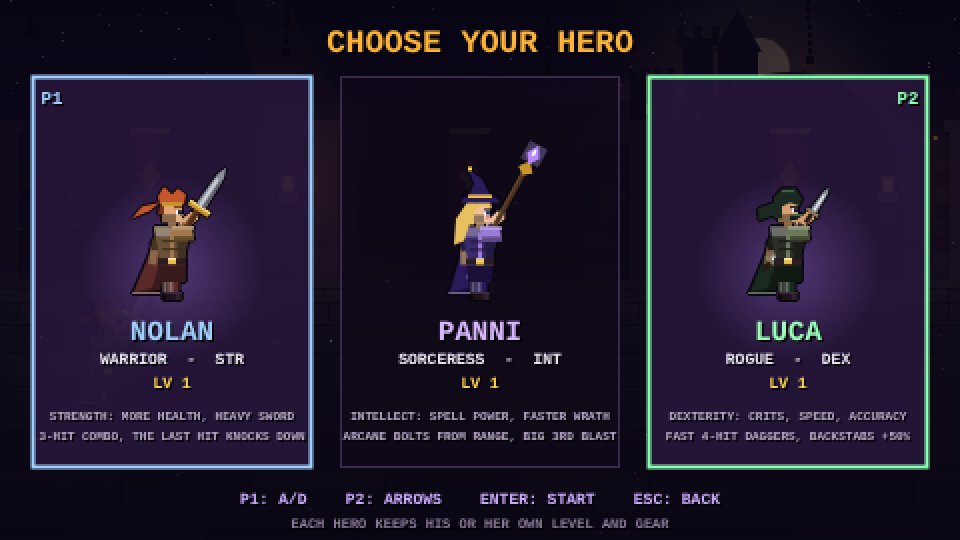 CHOOSE YOUR HERO
P1
P2
NOLAN
WARRIOR - STR
LV 1
STRENGTH: MORE HEALTH, HEAVY SWORD
3-HIT COMBO, THE LAST HIT KNOCKS DOWN
PANNI
SORCERESS - INT
LV 1
INTELLECT: SPELL POWER, FASTER WRATH
ARCANE BOLTS FROM RANGE, BIG 3RD BLAST
LUCA
ROGUE - DEX
LV 1
DEXTERITY: CRITS, SPEED, ACCURACY
FAST 4-HIT DAGGERS, BACKSTABS +50%
P1: A/D P2: ARROWS ENTER: START ESC: BACK
EACH HERO KEEPS HIS OR HER OWN LEVEL AND GEAR